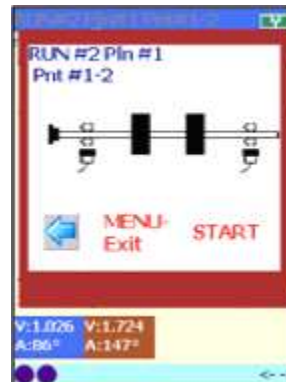 RUN #2 Pln #1
Pnt #1-2
MENU-
Exit
START
V:1.026 V:1.724
A:86° A:147°
<--